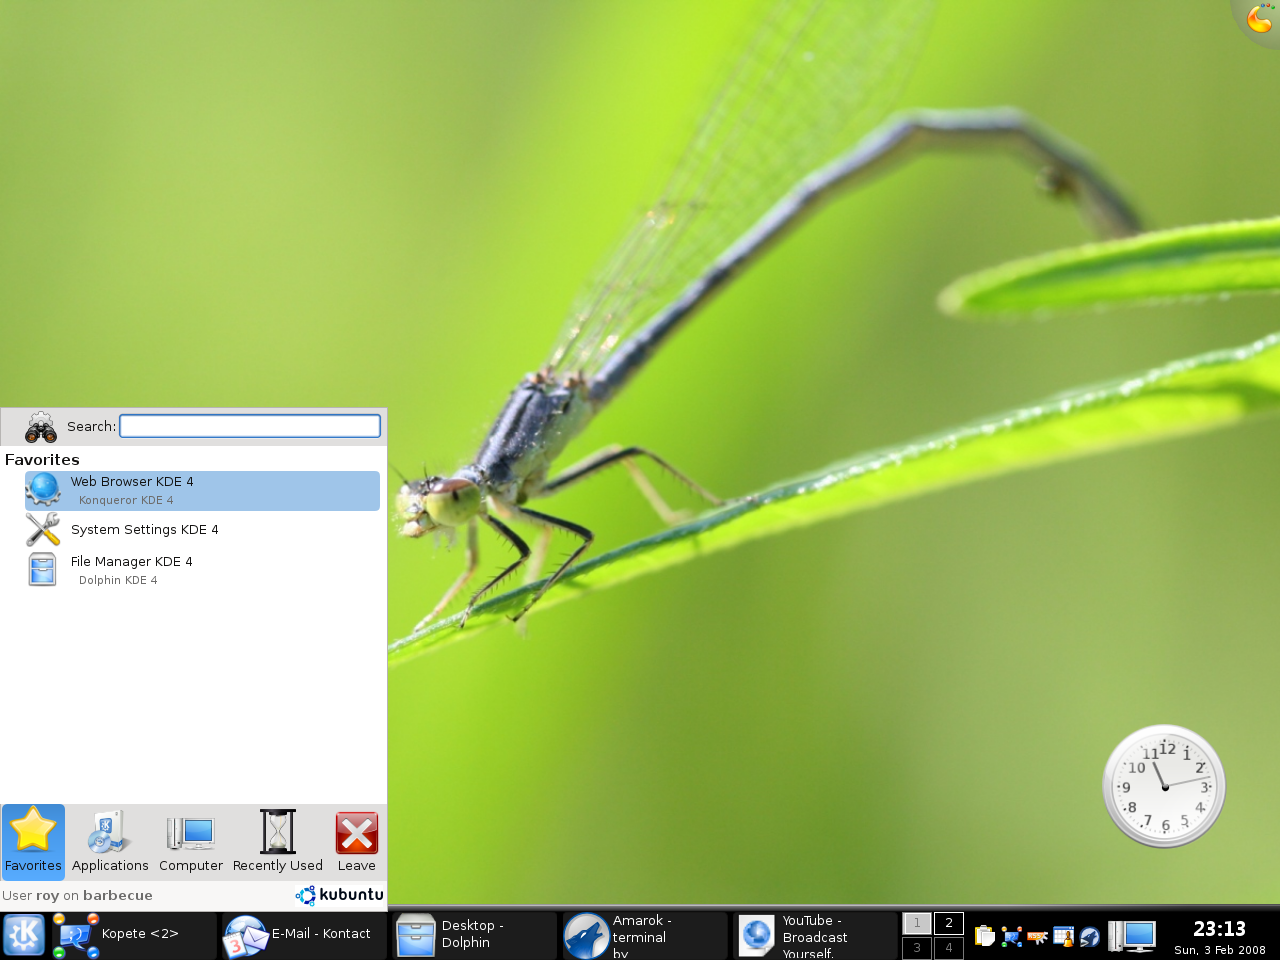 Search:
Favorites
Web Browser KDE 4
Konqueror KDE 4
System Settings KDE 4
File Manager KDE 4
Dolphin KDE 4
Favorites
Applications
Computer
Recently Used
Leave
User roy on barbecue
kubuntu
12
11 1
10 2
9 3
8 4
7 5
6
Kopete <2>
3
E-Mail - Kontact
Desktop -
Dolphin
Amarok -
terminal
by
YouTube -
Broadcast
Yourself.
1 2
3 4
23:13
Sun, 3 Feb 2008